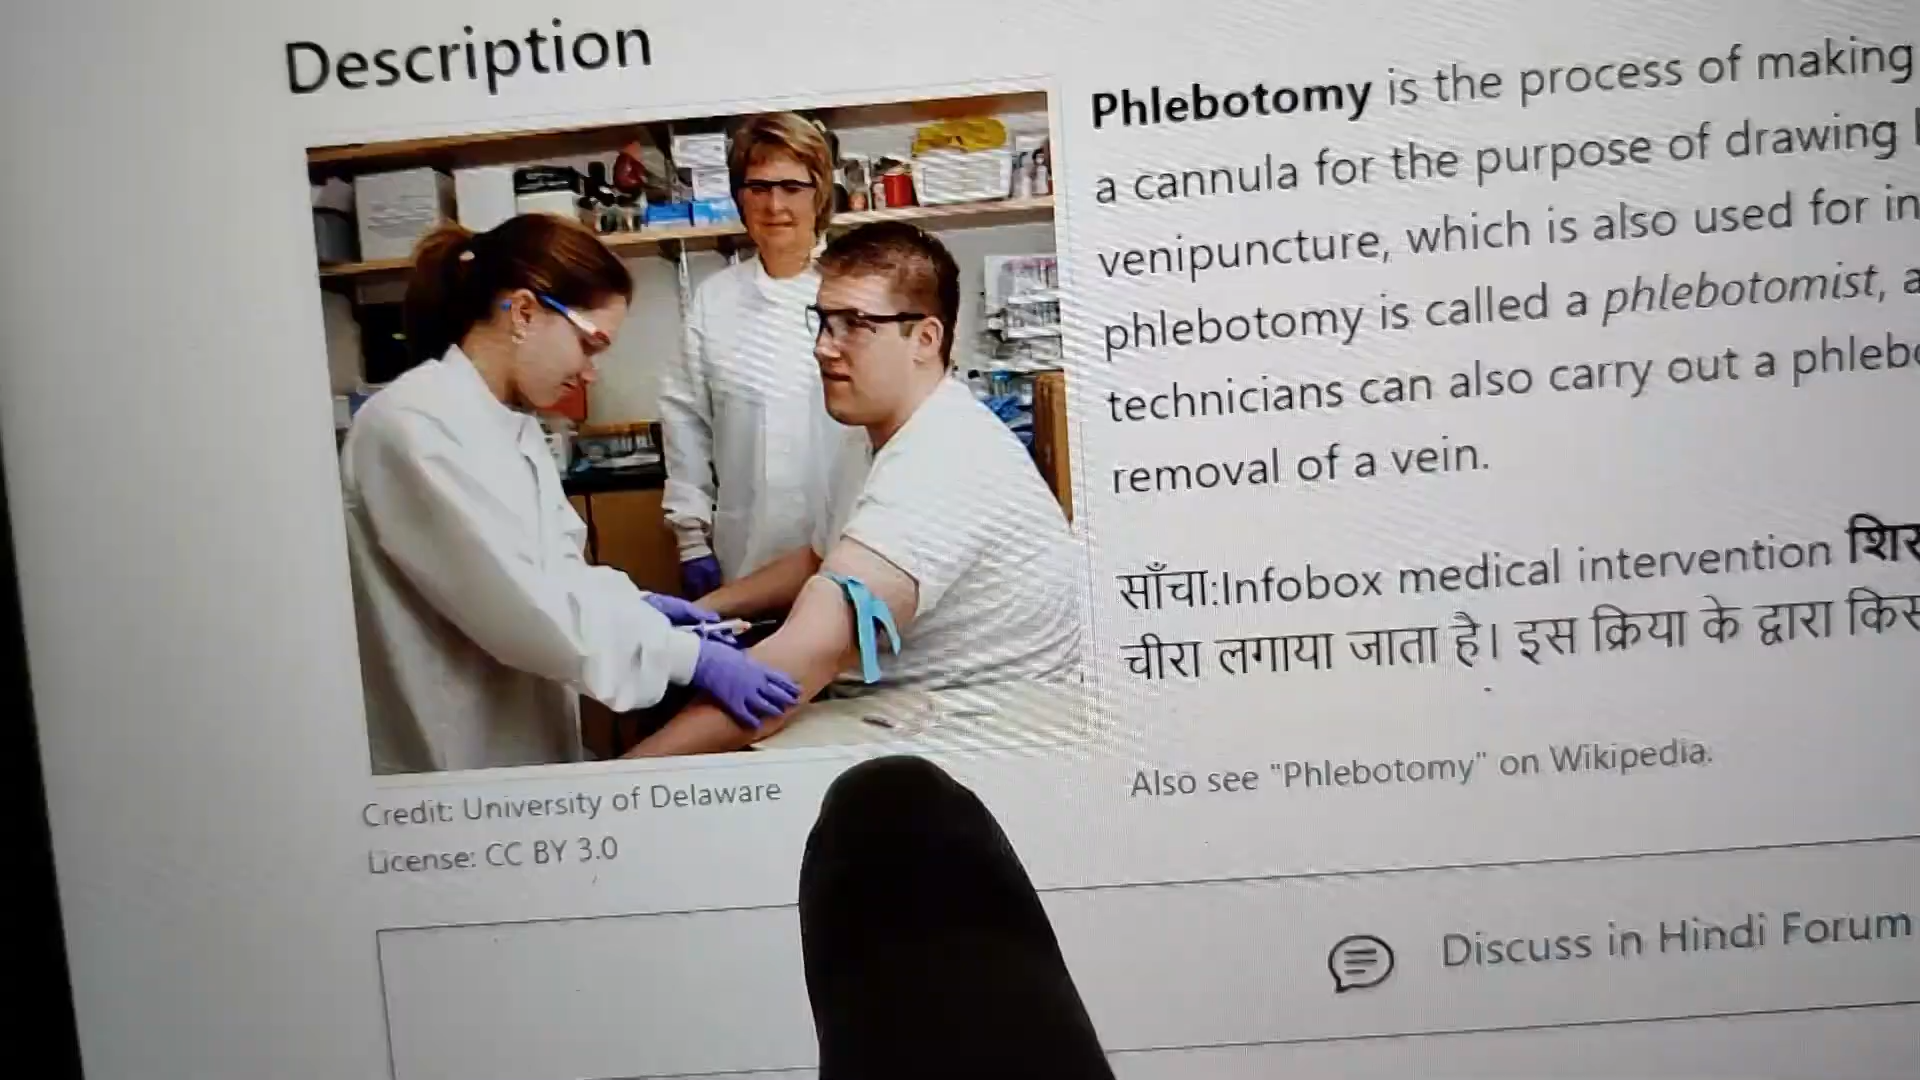 Description
Phlebotomy is the process of making
a cannula for the purpose of drawing
venipuncture, which is also used for in
phlebotomy is called a phlebotomist, a
technicians can also carry out a phleb
removal of a vein.
साँचा:Infobox medical intervention
चीरा लगाया जाता है। इस क्रिया के द्वारा
Also see "Phlebotomy" on Wikipedia.
Credit: University of Delaware
License: CC BY 3.0
Discuss in Hindi Forum